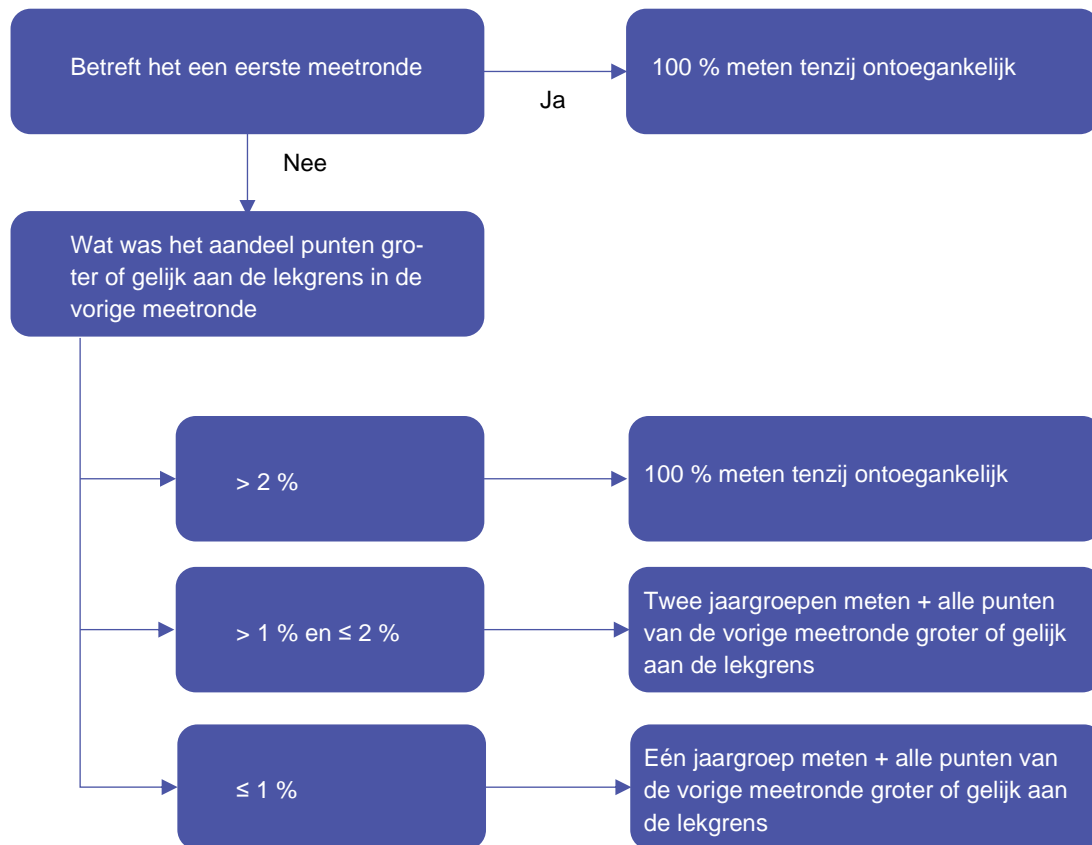 Betreft het een eerste meetronde
Ja
100 % meten tenzij ontoegankelijk
Nee
Wat was het aandeel punten gro-
ter of gelijk aan de lekgrens in de
vorige meetronde
> 2 %
100 % meten tenzij ontoegankelijk
> 1 % en ≤ 2 %
Twee jaargroepen meten + alle punten
van de vorige meetronde groter of gelijk
aan de lekgrens
≤ 1 %
Eén jaargroep meten + alle punten van
de vorige meetronde groter of gelijk aan
de lekgrens